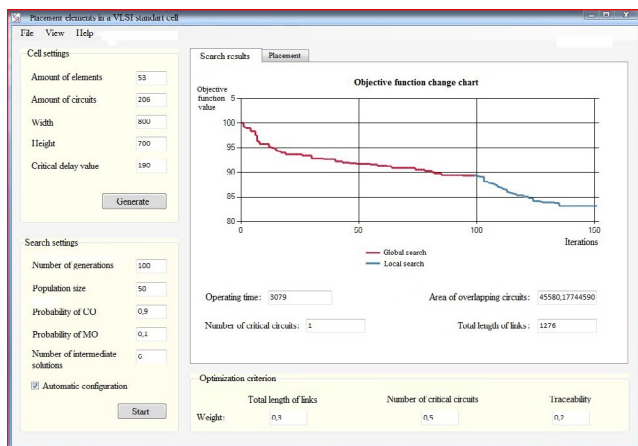 Placement elements in a VLSI standart cell
File View Help
Cell settings
Amount of elements 53
Amount of circuits 206
Width 800
Height 700
Critical delay value 190
Generate
Search settings
Number of generations 100
Population size 50
Probability of CO 0,9
Probability of MO 0,1
Number of intermediate solutions 6
Automatic configuration
Start
Search results Placement
Objective function change chart
Objective function value
5
100
95
90
85
80
0 50 100 150
Iterations
Global search
Local search
Operating time: 3079
Area of overlapping circuits: 45580,17744590
Number of critical circuits: 1
Total length of links: 1276
Optimization criterion
Total length of links Number of critical circuits Traceability
Weight: 0,3 0,5 0,2